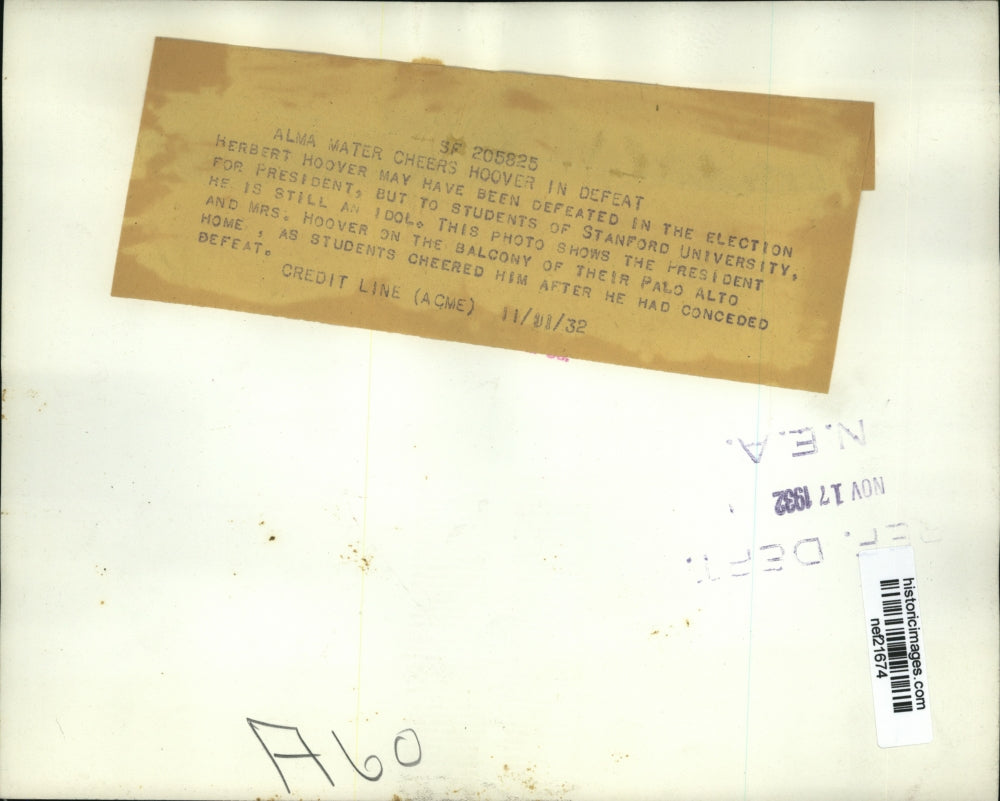 SF 205825
ALMA MATER CHEERS HOOVER IN DEFEAT
HERBERT HOOVER MAY HAVE BEEN DEFEATED IN THE ELECTION
FOR PRESIDENT, BUT TO STUDENTS OF STANFORD UNIVERSITY,
HE IS STILL AN IDOL. THIS PHOTO SHOWS THE PRESIDENT
AND MRS. HOOVER ON THE BALCONY OF THEIR PALO ALTO
HOME, AS STUDENTS CHEERED HIM AFTER HE HAD CONCEDED
DEFEAT.
CREDIT LINE (ACME) 11/11/32
N.E.A.
NOV 17 1932
REF. DEPT.
historicimages.com
nef21674
A60